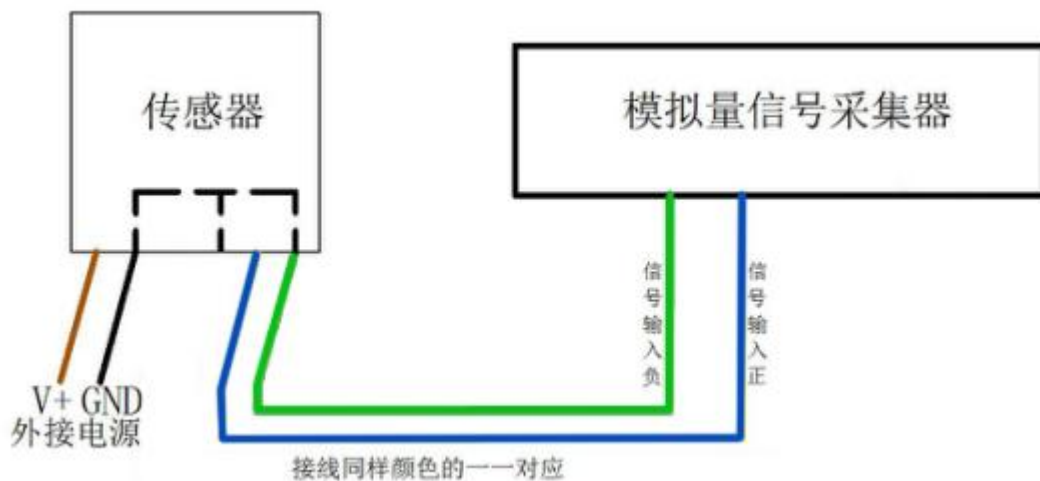 传感器
模拟量信号采集器
信号输入负
信号输入正
V+ GND
外接电源
接线同样颜色的一一对应